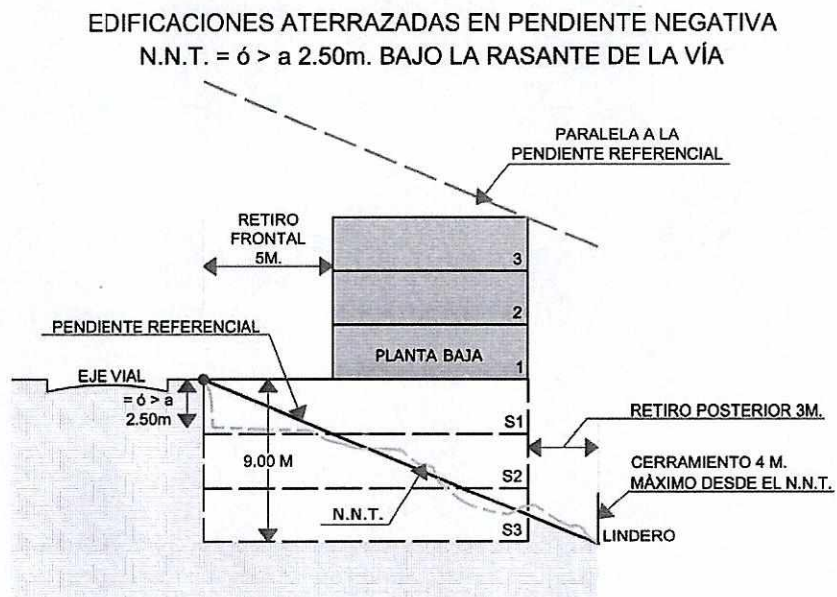 EDIFICACIONES ATERRAZADAS EN PENDIENTE NEGATIVA
N.N.T. = ó > a 2.50m. BAJO LA RASANTE DE LA VÍA
PARALELA A LA
PENDIENTE REFERENCIAL
RETIRO
FRONTAL
5M.
3
2
PENDIENTE REFERENCIAL
PLANTA BAJA
1
EJE VIAL
= ó > a
2.50m
S1
RETIRO POSTERIOR 3M.
9.00 M
S2
CERRAMIENTO 4 M.
MÀXIMO DESDE EL N.N.T.
N.N.T.
S3
LINDERO